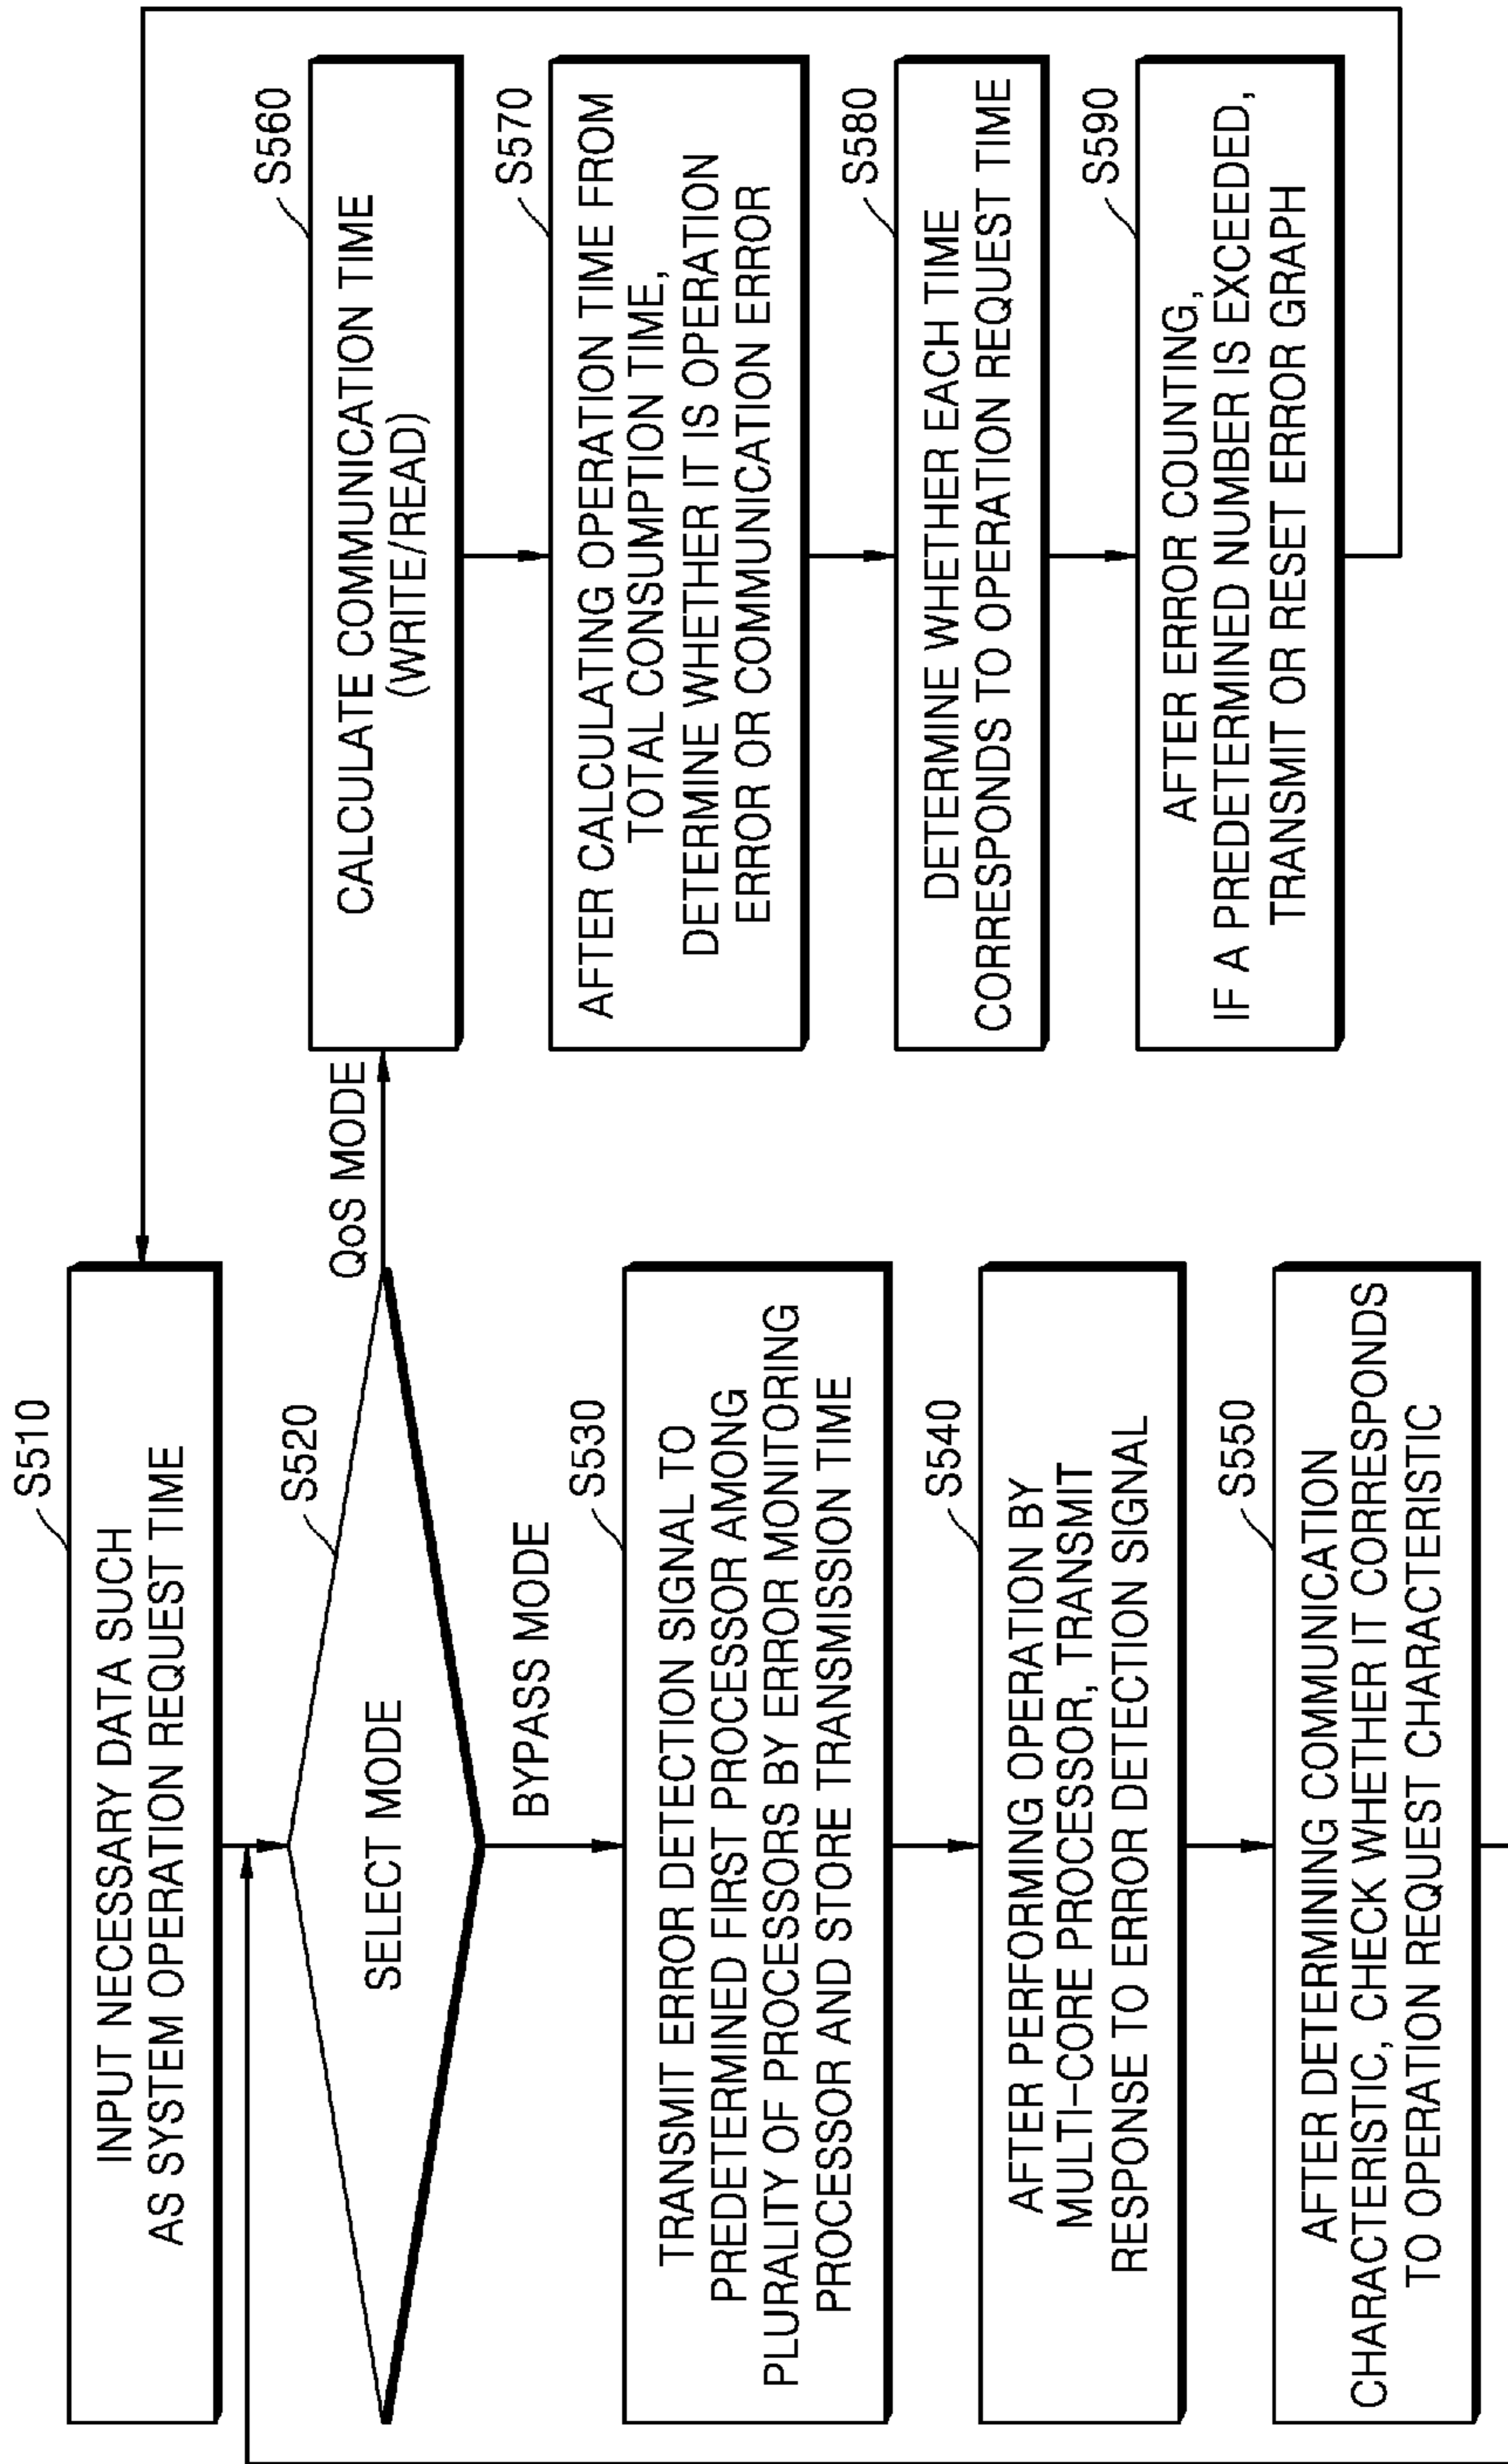 S510
INPUT NECESSARY DATA SUCH
AS SYSTEM OPERATION REQUEST TIME
S520
SELECT MODE
QoS MODE
BYPASS MODE
S530
TRANSMIT ERROR DETECTION SIGNAL TO
PREDETERMINED FIRST PROCESSOR AMONG
PLURALITY OF PROCESSORS BY ERROR MONITORING
PROCESSOR AND STORE TRANSMISSION TIME
S540
AFTER PERFORMING OPERATION BY
MULTI-CORE PROCESSOR, TRANSMIT
RESPONSE TO ERROR DETECTION SIGNAL
S550
AFTER DETERMINING COMMUNICATION
CHARACTERISTIC, CHECK WHETHER IT CORRESPONDS
TO OPERATION REQUEST CHARACTERISTIC
S560
CALCULATE COMMUNICATION TIME
(WRITE/READ)
S570
AFTER CALCULATING OPERATION TIME FROM
TOTAL CONSUMPTION TIME,
DETERMINE WHETHER IT IS OPERATION
ERROR OR COMMUNICATION ERROR
S580
DETERMINE WHETHER EACH TIME
CORRESPONDS TO OPERATION REQUEST TIME
S590
AFTER ERROR COUNTING,
IF A PREDETERMINED NUMBER IS EXCEEDED,
TRANSMIT OR RESET ERROR GRAPH